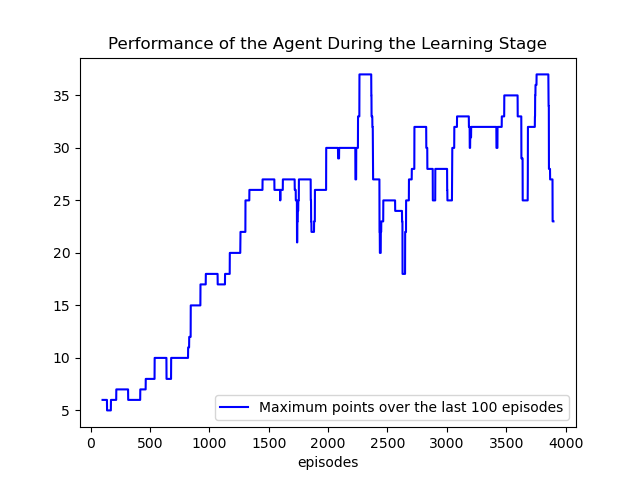 Performance of the Agent During the Learning Stage
35
30
25
20
15
10
5
Maximum points over the last 100 episodes
0 500 1000 1500 2000 2500 3000 3500 4000
episodes